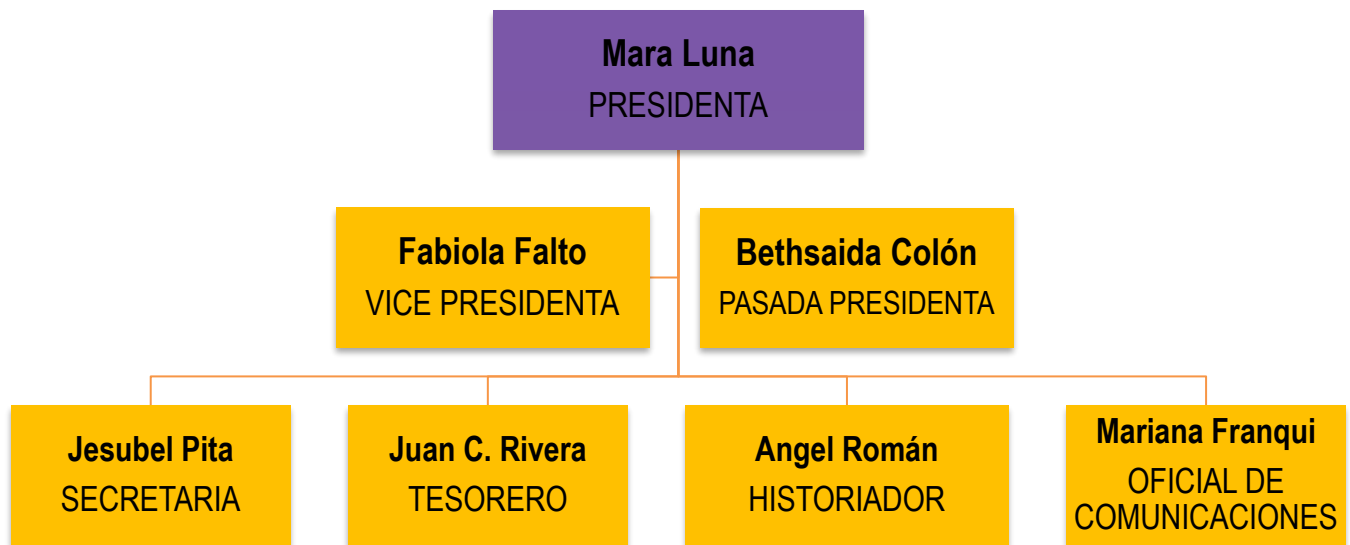 Mara Luna
PRESIDENTA
Fabiola Falto
VICE PRESIDENTA
Bethsaida Colón
PASADA PRESIDENTA
Jesubel Pita
SECRETARIA
Juan C. Rivera
TESORERO
Angel Román
HISTORIADOR
Mariana Franqui
OFICIAL DE
COMUNICACIONES